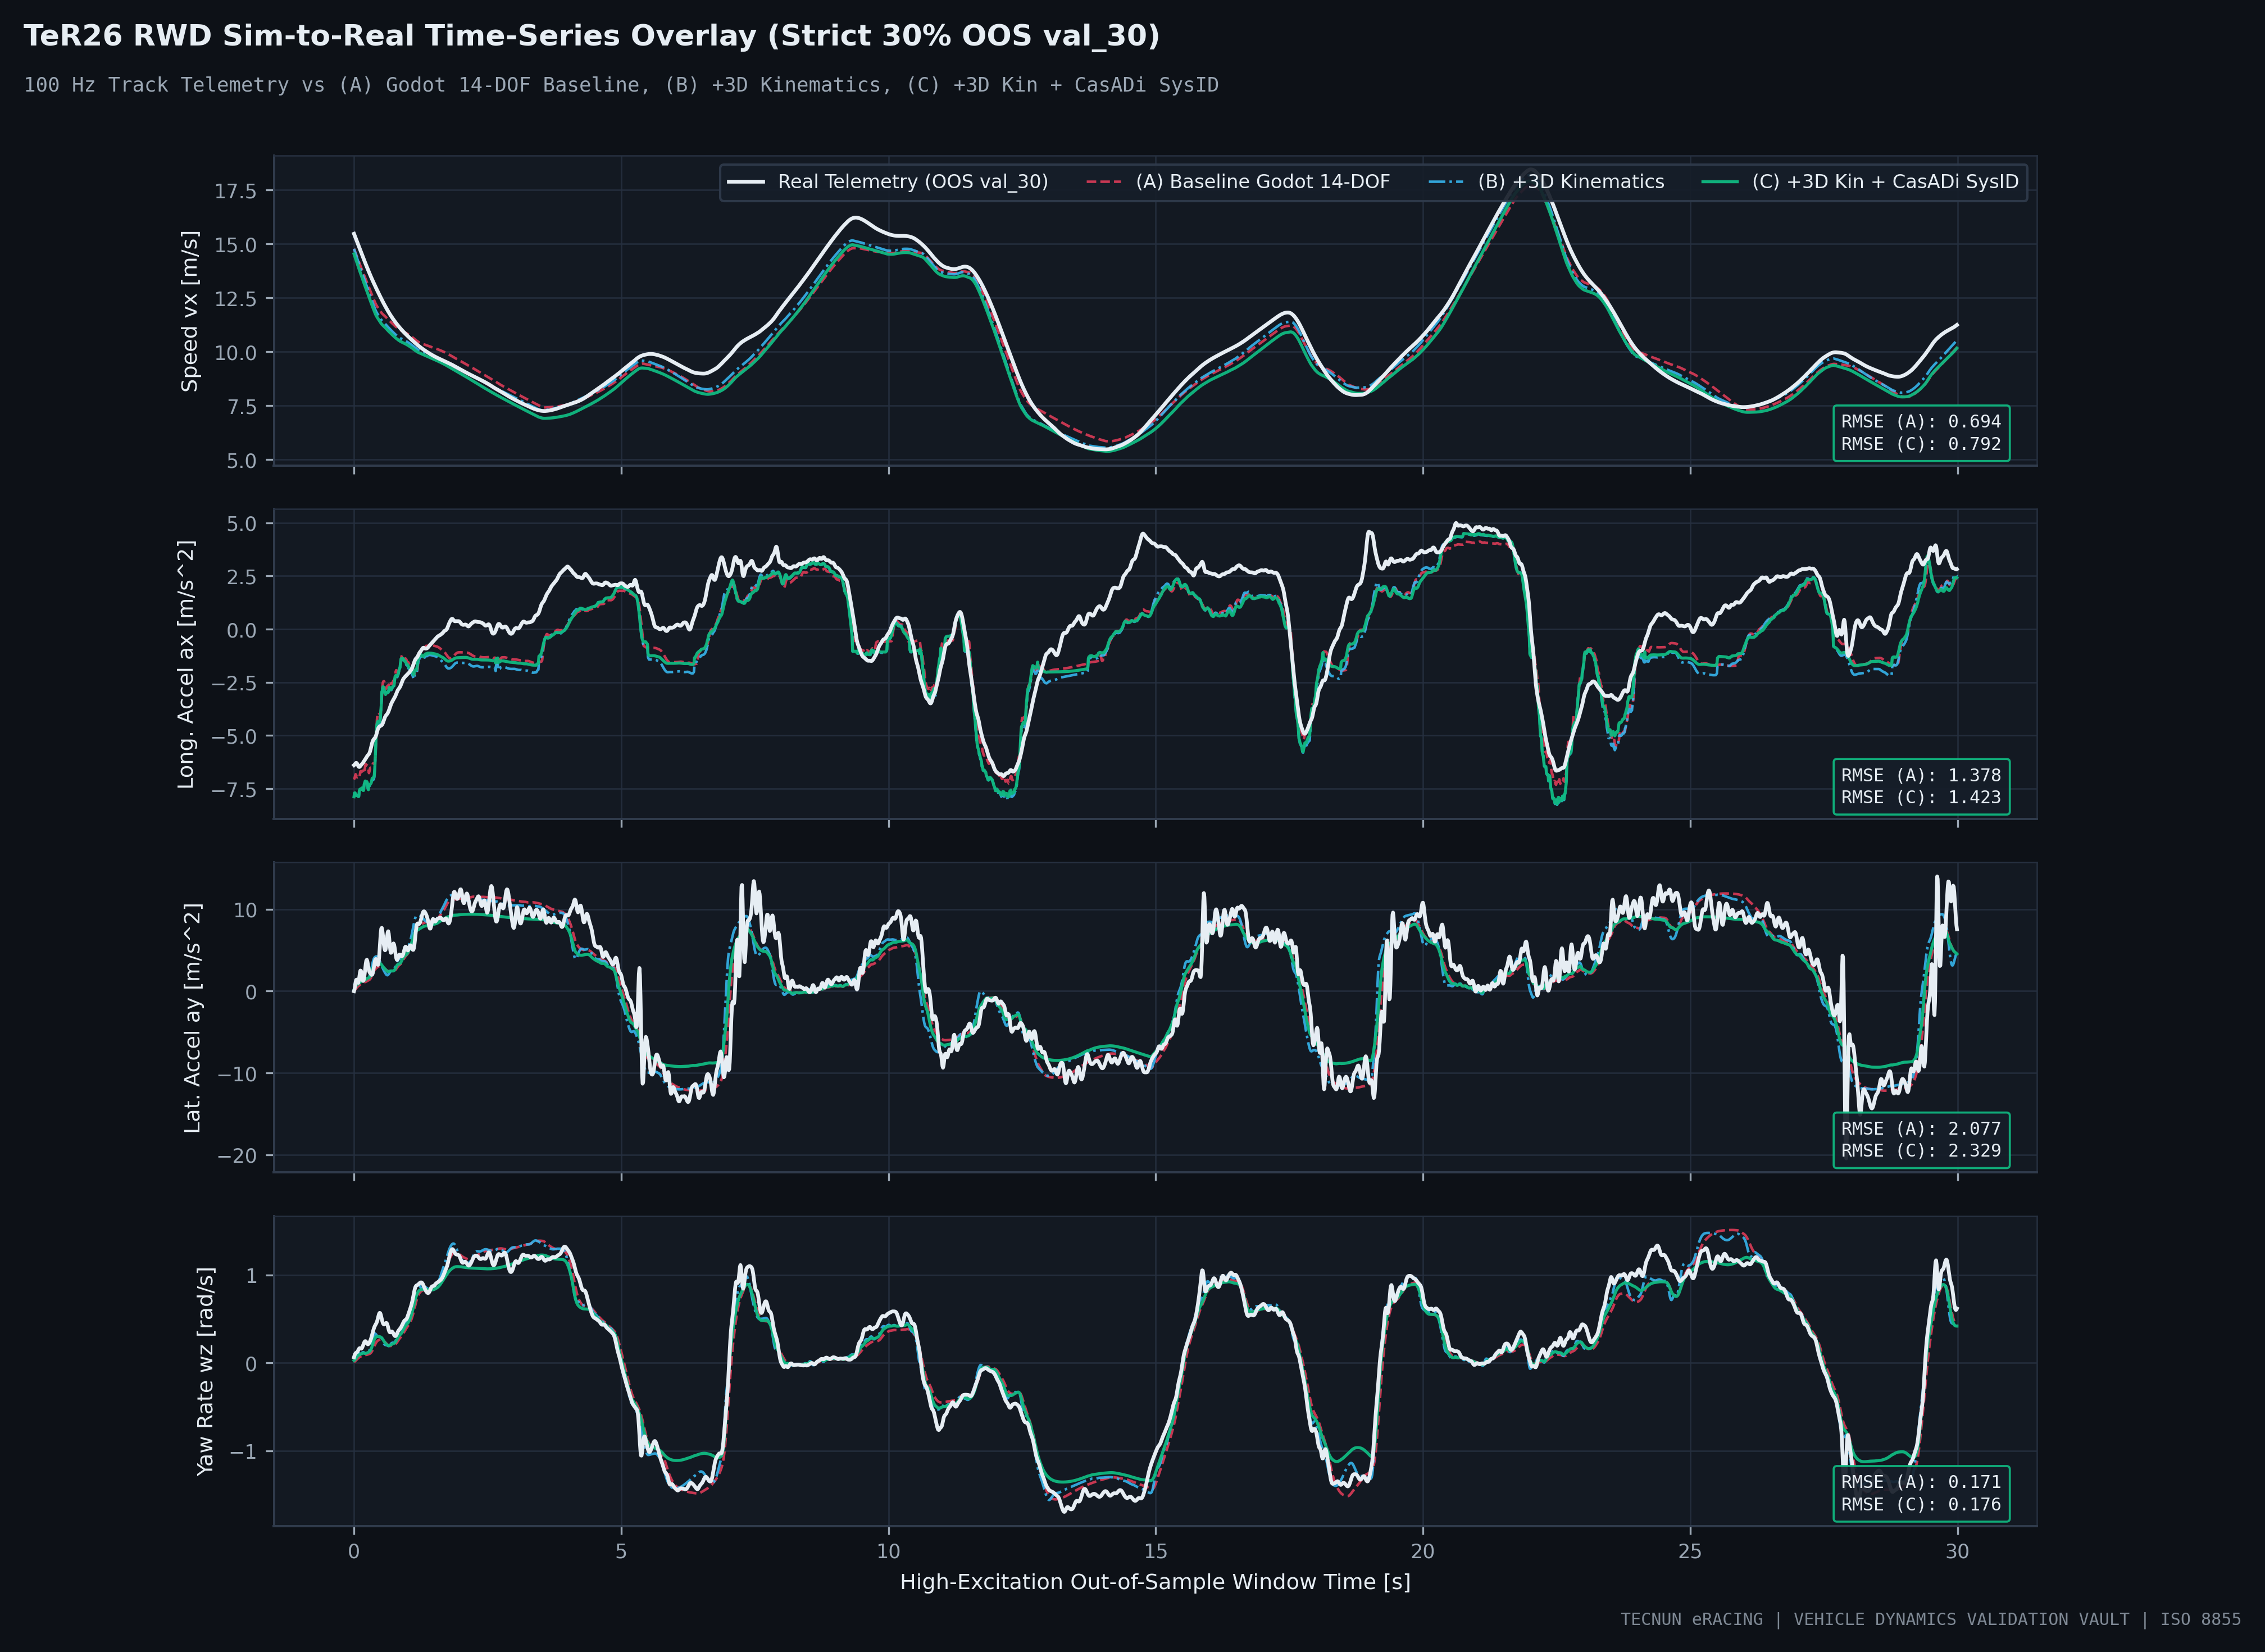 TeR26 RWD Sim-to-Real Time-Series Overlay (Strict 30% OOS val_30)
100 Hz Track Telemetry vs (A) Godot 14-DOF Baseline, (B) +3D Kinematics, (C) +3D Kin + CasADi SysID
Real Telemetry (OOS val_30) (A) Baseline Godot 14-DOF (B) +3D Kinematics (C) +3D Kin + CasADi SysID
Speed vx [m/s]
17.5
15.0
12.5
10.0
7.5
5.0
RMSE (A): 0.694
RMSE (C): 0.792
Long. Accel ax [m/s^2]
5.0
2.5
0.0
−2.5
−5.0
−7.5
RMSE (A): 1.378
RMSE (C): 1.423
Lat. Accel ay [m/s^2]
10
0
−10
−20
RMSE (A): 2.077
RMSE (C): 2.329
Yaw Rate wz [rad/s]
1
0
−1
RMSE (A): 0.171
RMSE (C): 0.176
0 5 10 15 20 25 30
High-Excitation Out-of-Sample Window Time [s]
TECNUN eRACING | VEHICLE DYNAMICS VALIDATION VAULT | ISO 8855